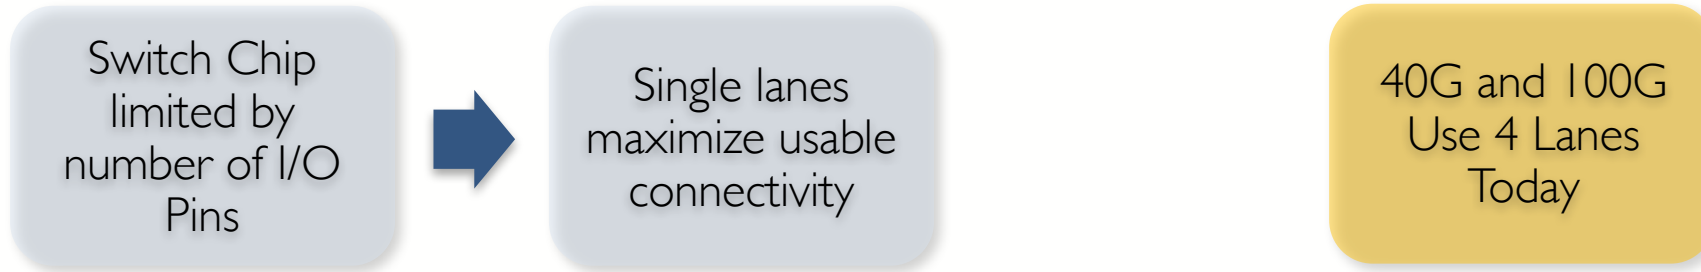 Switch Chip
limited by
number of I/O
Pins
Single lanes
maximize usable
connectivity
40G and 100G
Use 4 Lanes
Today